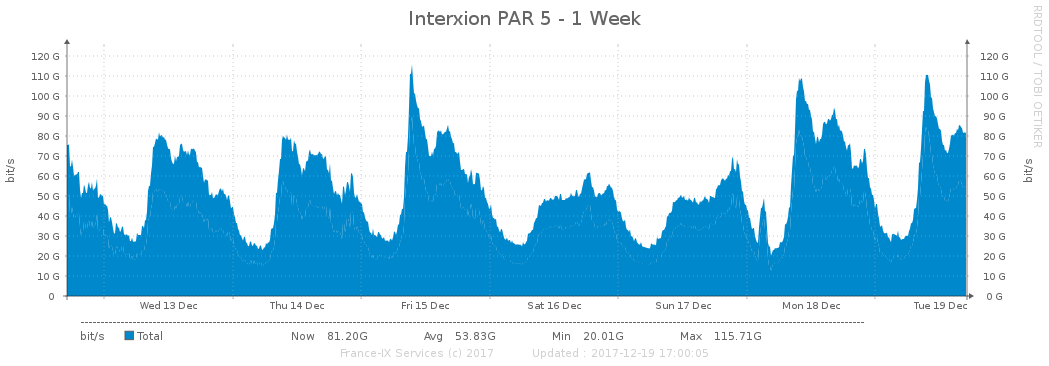 Interxion PAR 5 - 1 Week
RRDTOOL / TOBI OETIKER
bit/s
bit/s
120 G 120 G
110 G 110 G
100 G 100 G
90 G 90 G
80 G 80 G
70 G 70 G
60 G 60 G
50 G 50 G
40 G 40 G
30 G 30 G
20 G 20 G
10 G 10 G
0 0 G
Wed 13 Dec Thu 14 Dec Fri 15 Dec Sat 16 Dec Sun 17 Dec Mon 18 Dec Tue 19 Dec
bit/s Total Now 81.20G Avg 53.83G Min 20.01G Max 115.71G
France-IX Services (c) 2017 Updated : 2017-12-19 17:00:05